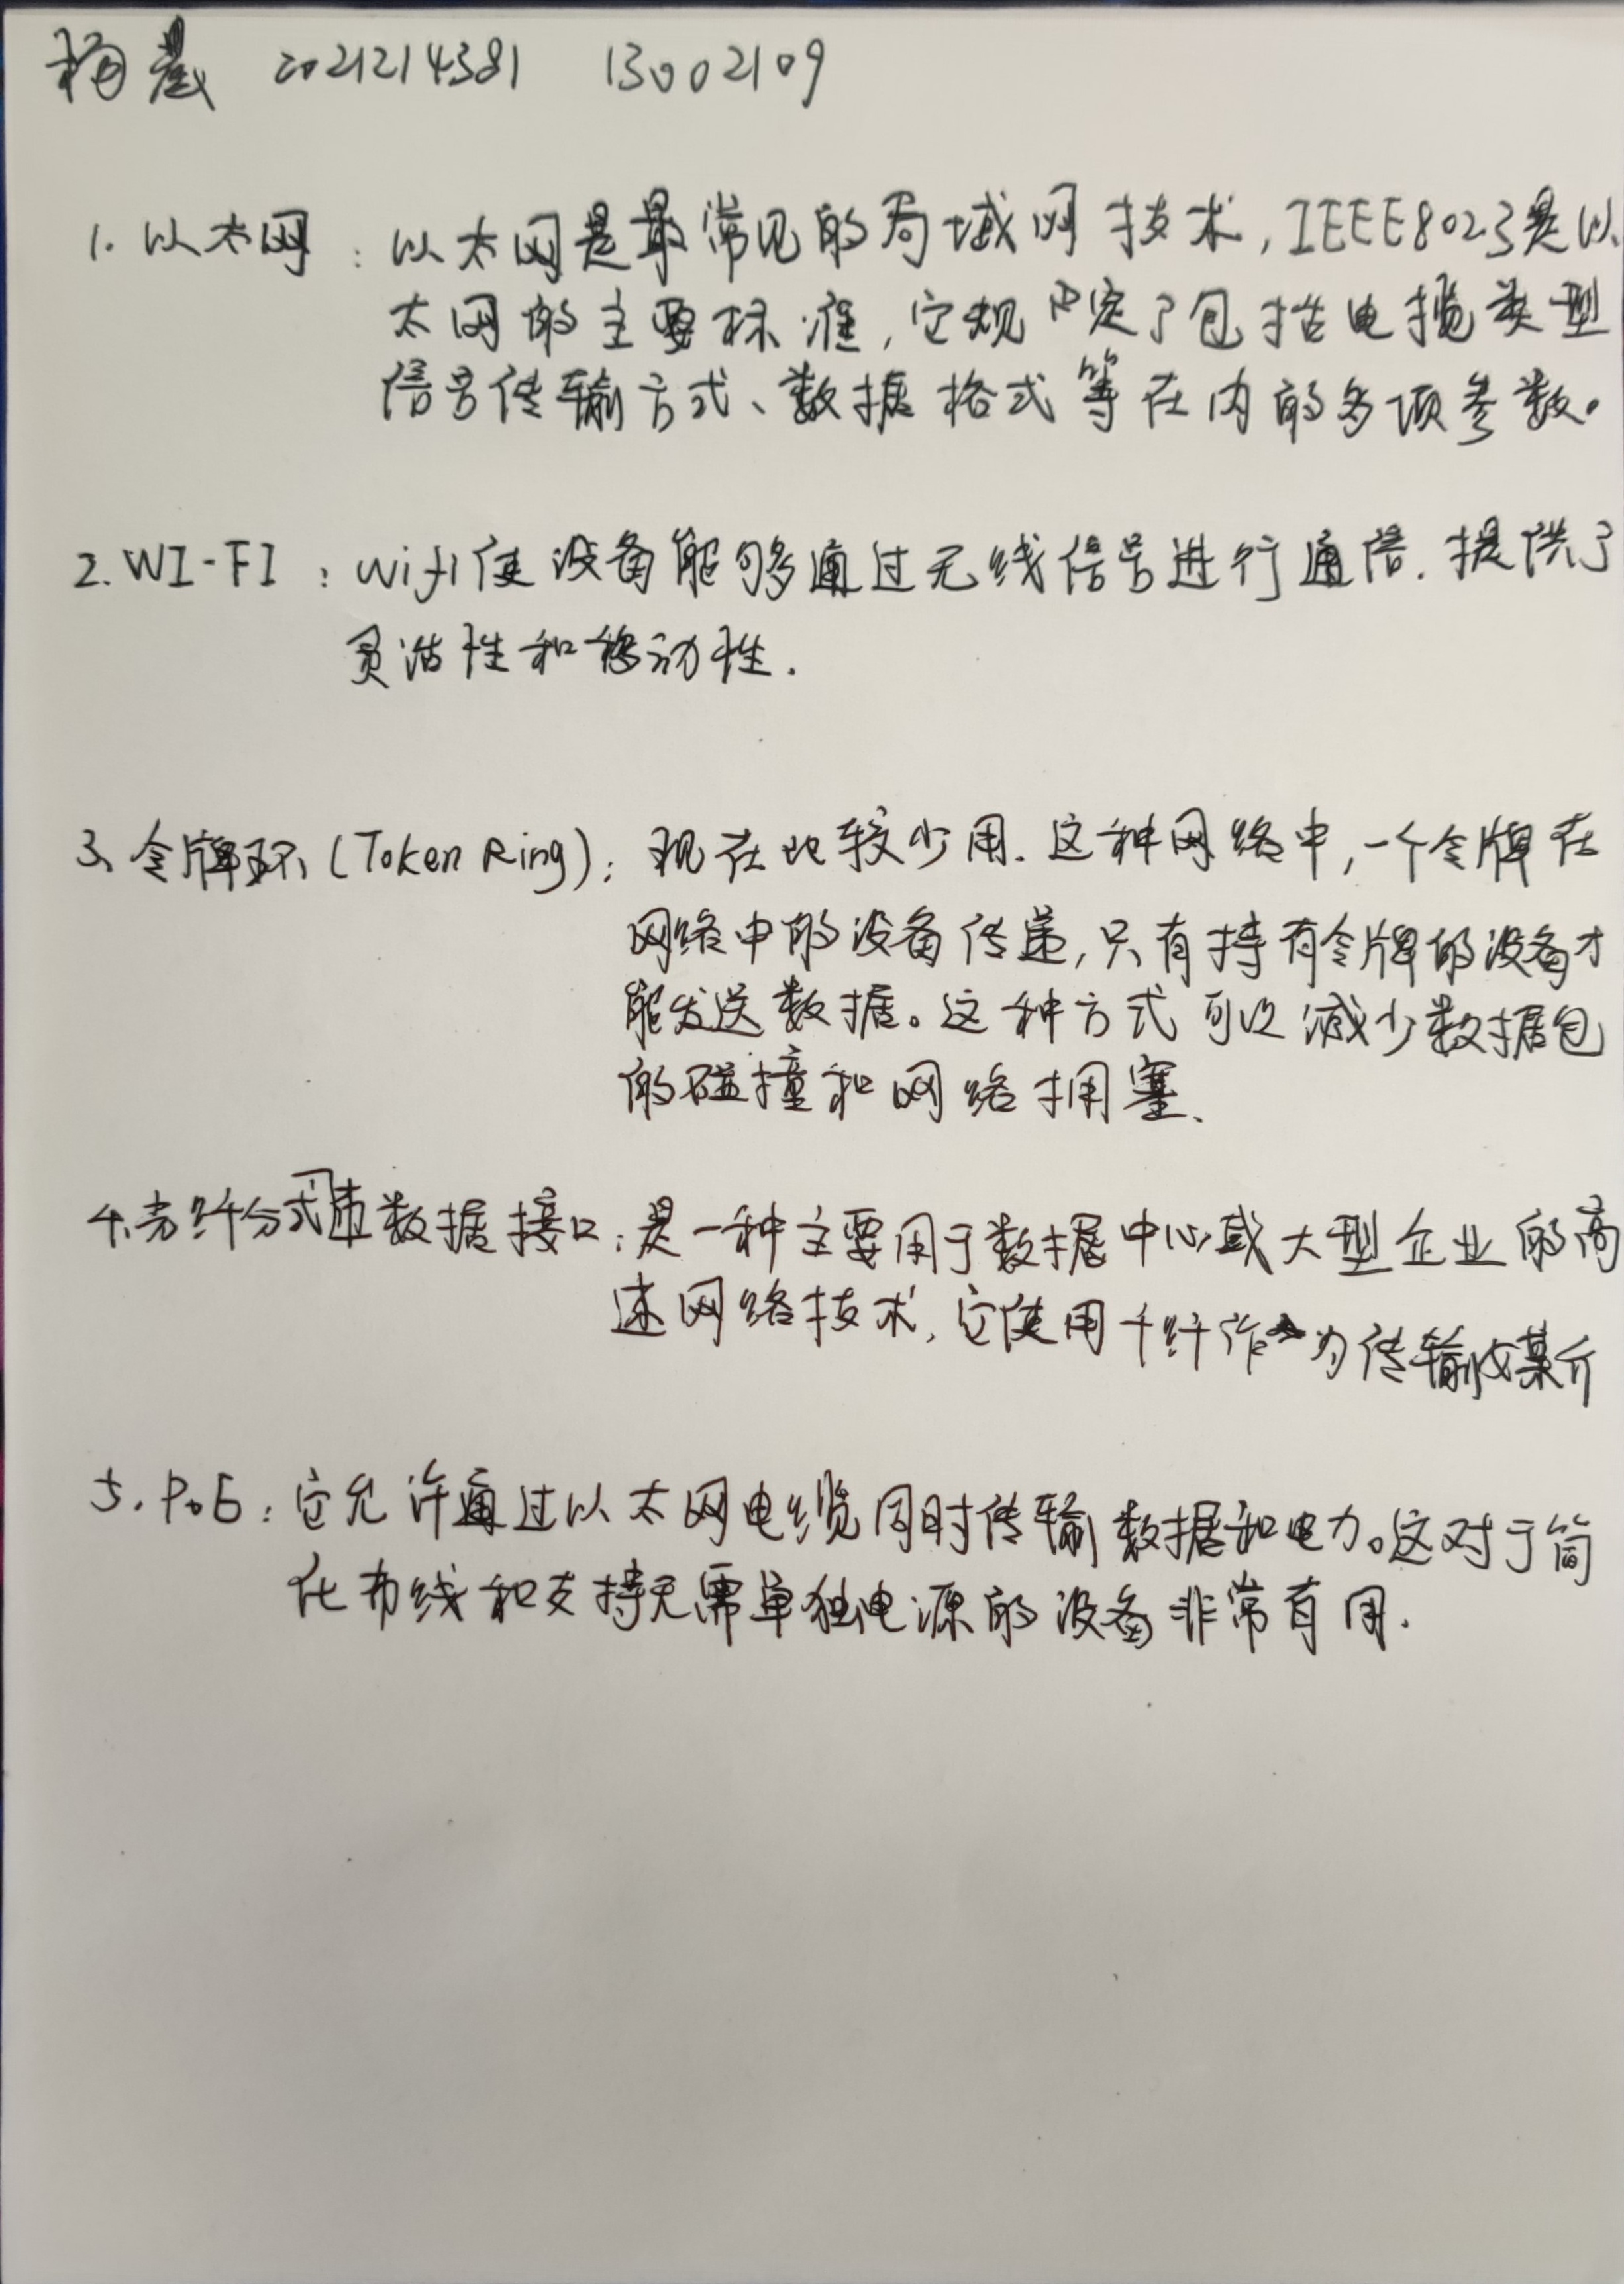 杨 2021214381 13002109
1. 以太网：以太网是最常见的局域网技术，IEEE8023是以
太网的主要标准，它规定了包括电揽类型
信号传输方式、数据格式等在内的多项参数。
2. WI-FI：wifi使设备能够通过无线信号进行通信．提供了
灵活性和移动性．
3、令牌环(Token Ring)：现在比较少用．这种网络中，一个令牌在
网络中的设备传递，只有持有令牌的设备才
能发送数据。这种方式可以减少数据包
的碰撞和网络拥塞、
4.光纤分式数据接口：是一种主要用于数据中心或大型企业的高
速网络技术，它使用千纤作为传输媒介
5. PoE：它允许通过以太网电缆同时传输数据和电力。这对于简
化布线和支持无需单独电源的设备非常有用．